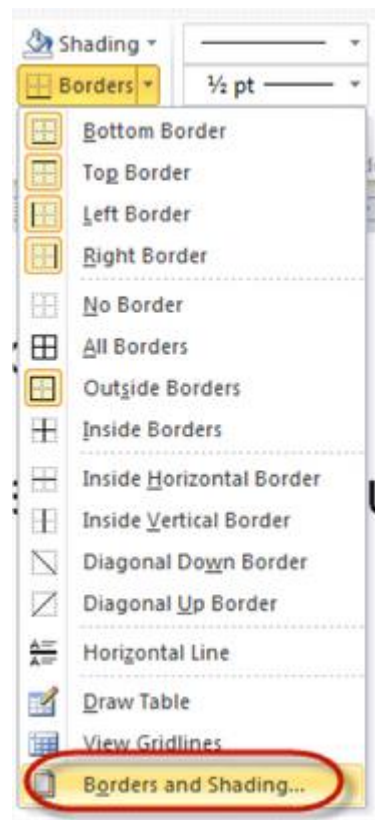 Shading
Borders
½ pt
Bottom Border
Top Border
Left Border
Right Border
No Border
All Borders
Outside Borders
Inside Borders
Inside Horizontal Border
Inside Vertical Border
Diagonal Down Border
Diagonal Up Border
Horizontal Line
Draw Table
View Gridlines
Borders and Shading...